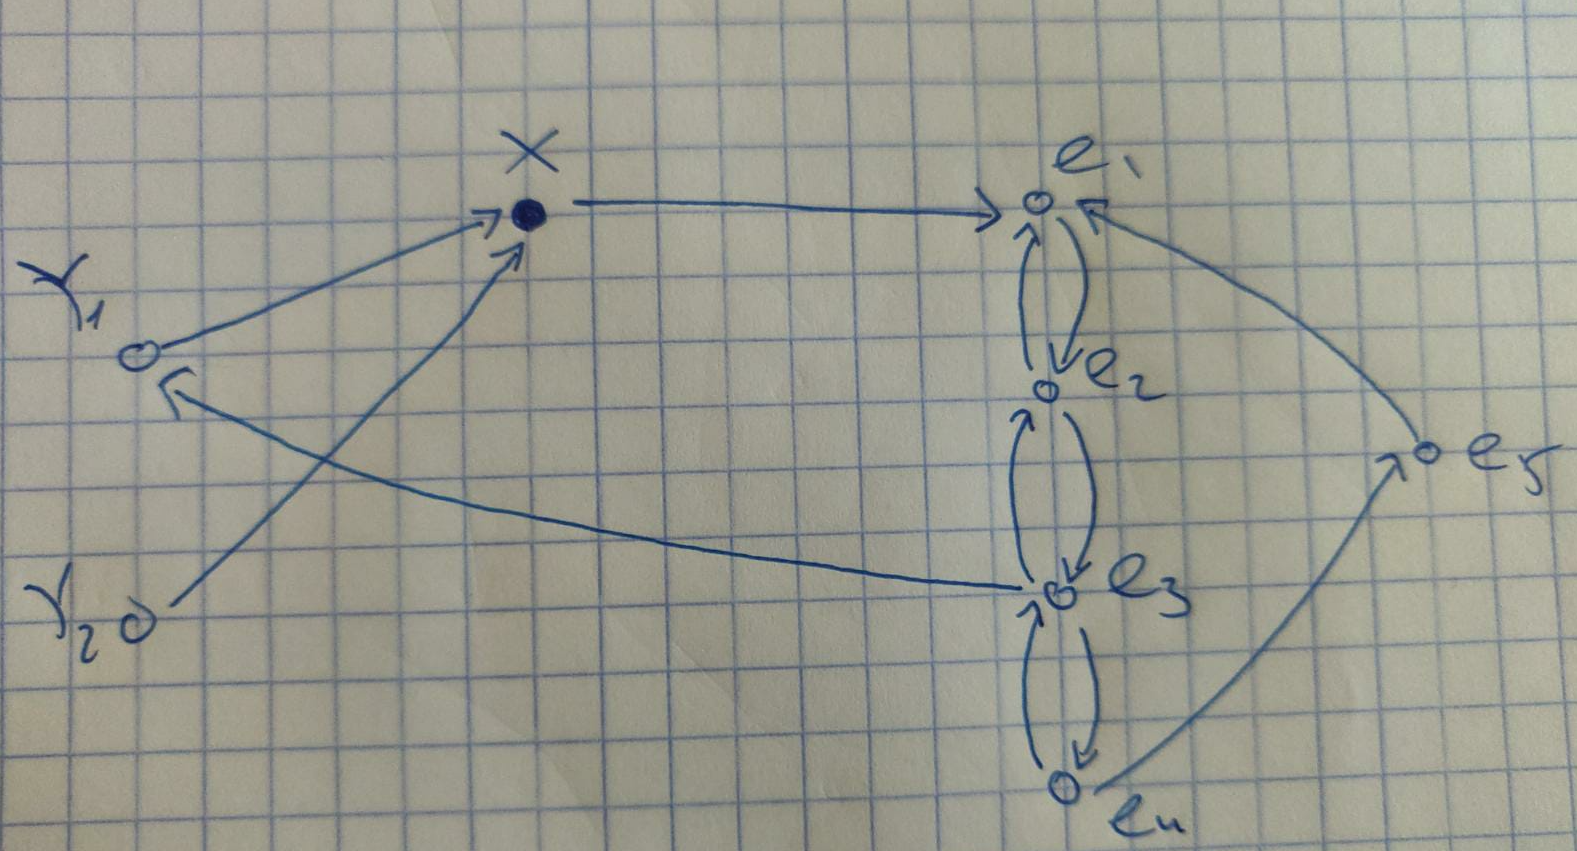 X
e₁
Y₁
e₂
e₅
e₃
Y₂
e₄